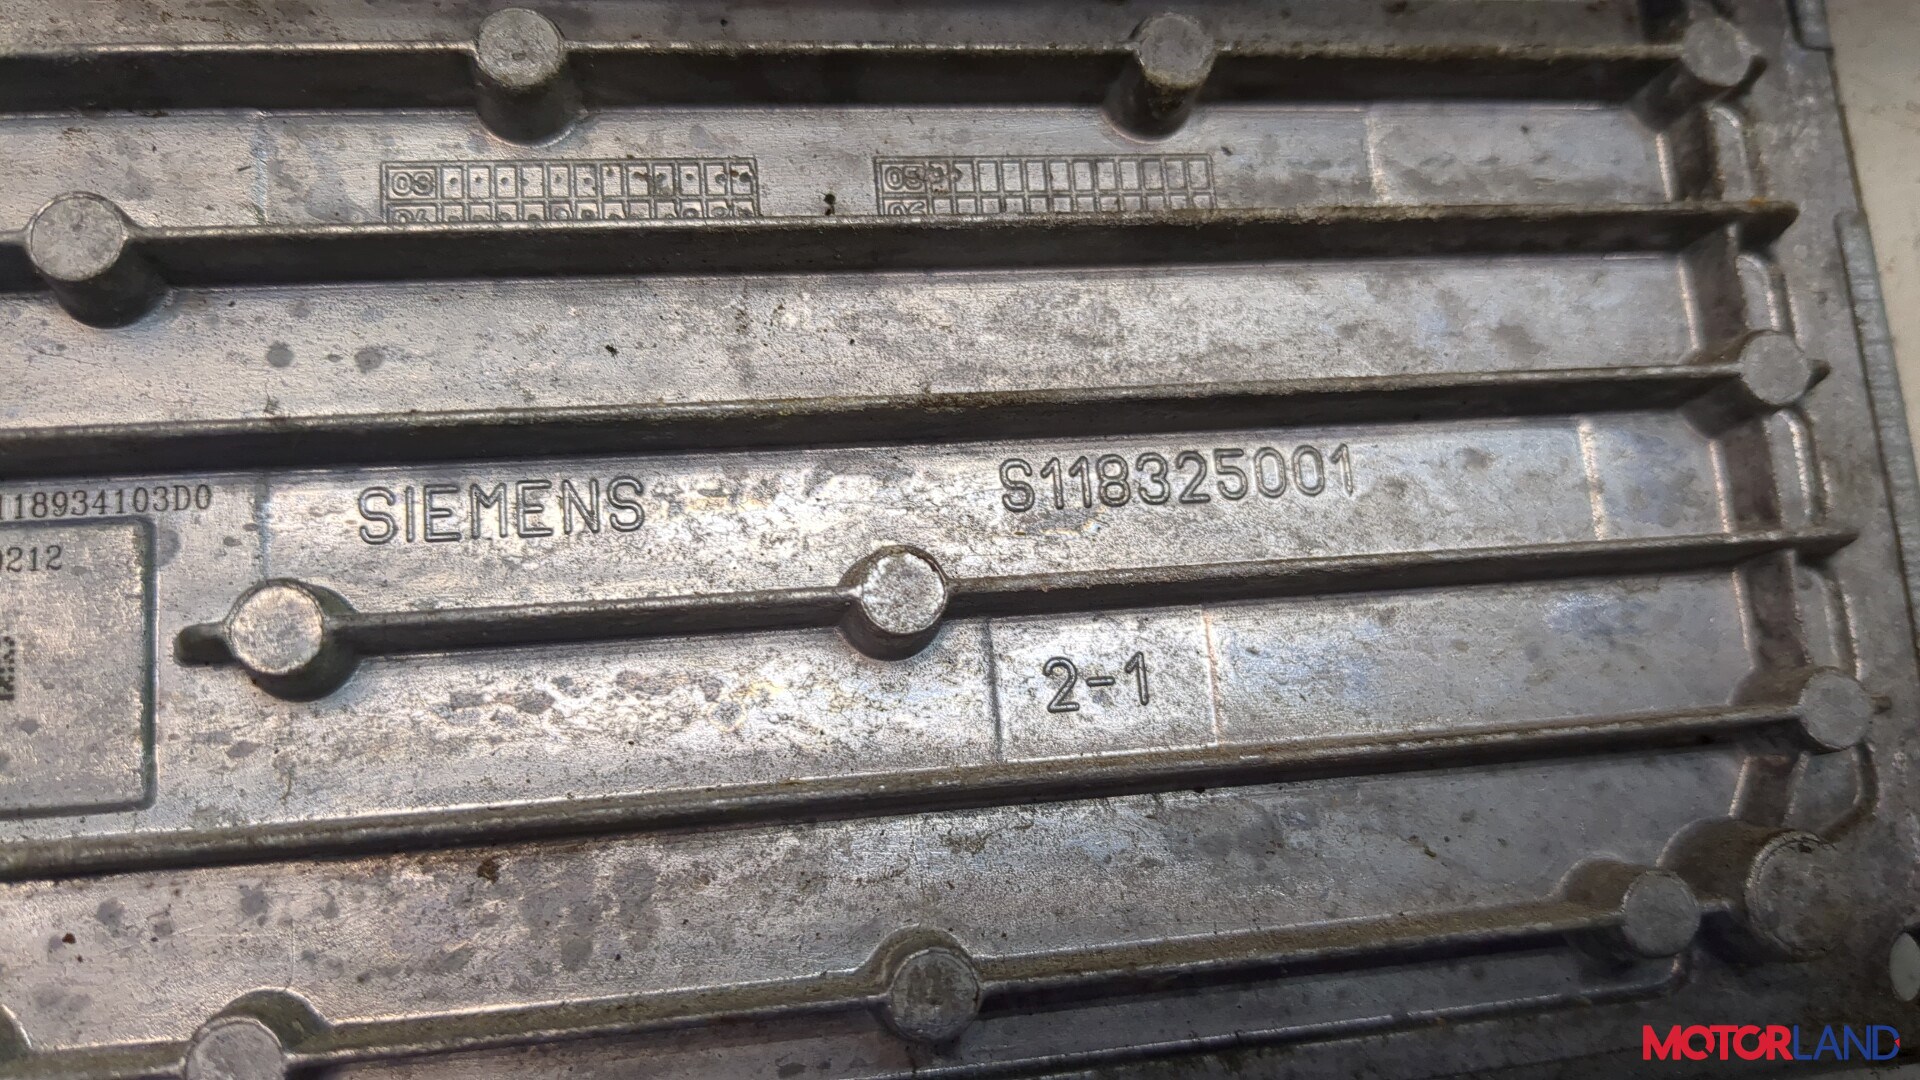 03
05
118934103D0
SIEMENS
S118325001
0212
2-1
MOTORLAND